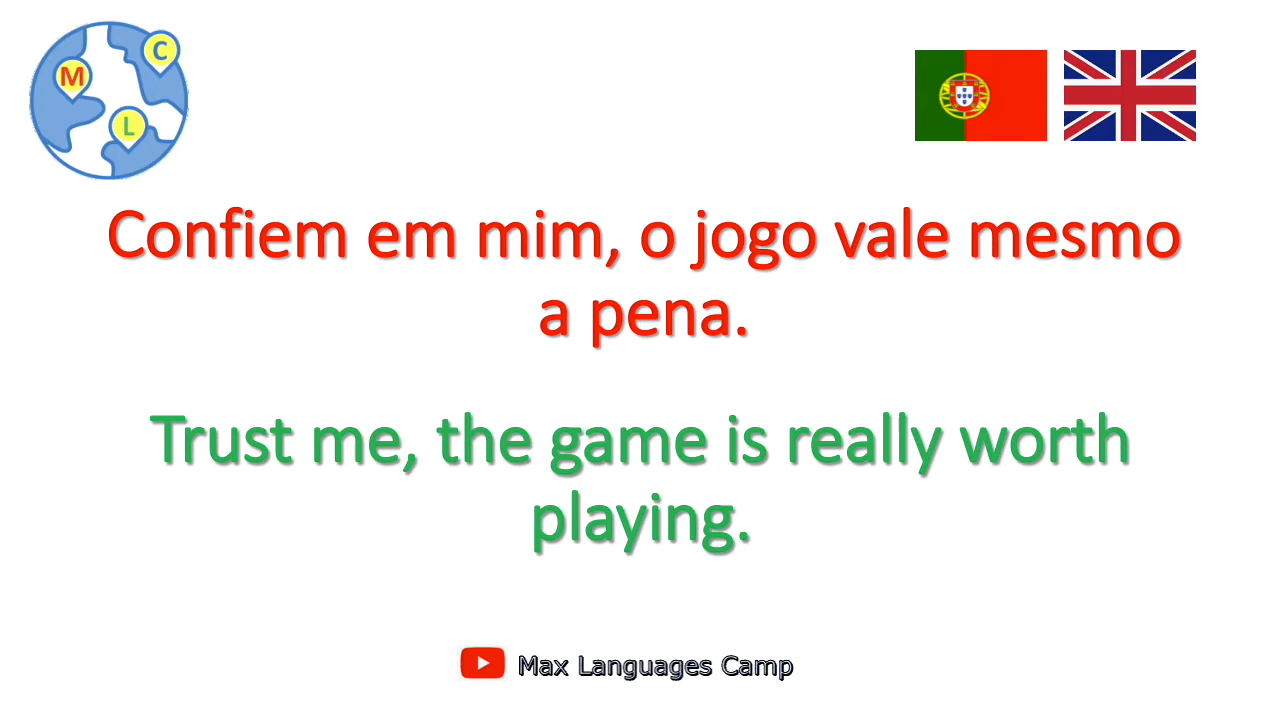 M
C
L
Confiem em mim, o jogo vale mesmo
a pena.
Trust me, the game is really worth
playing.
Max Languages Camp